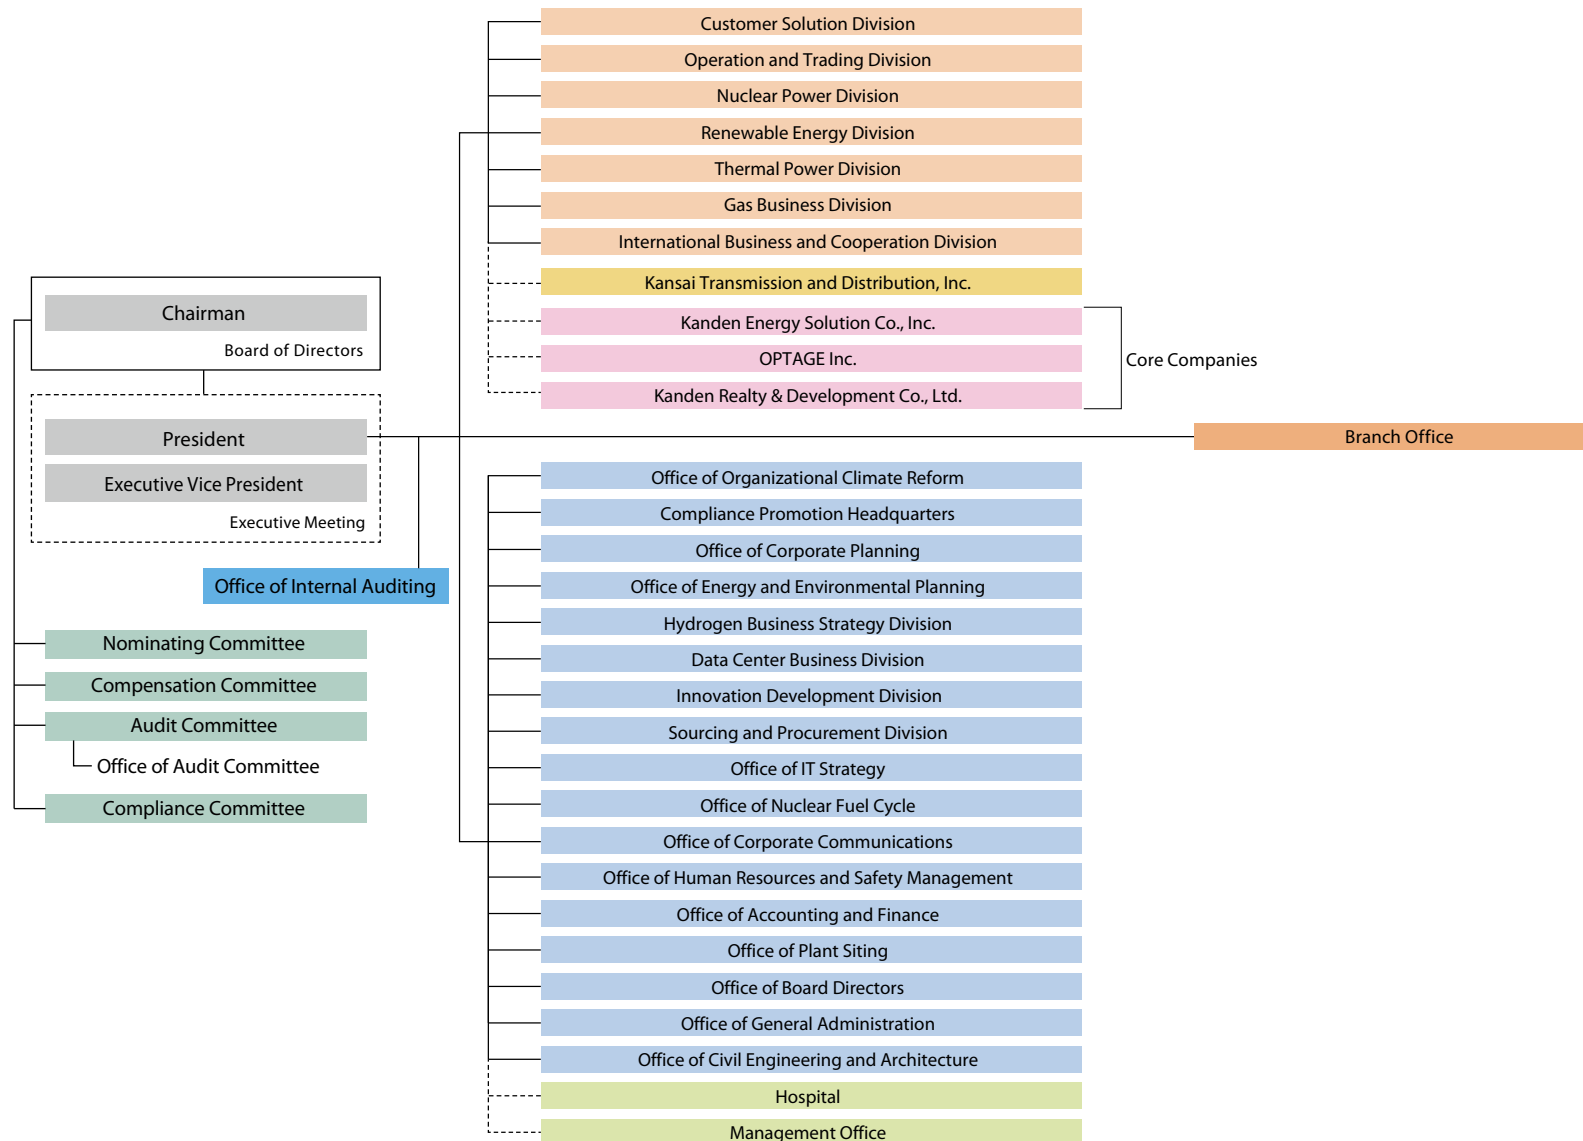 Customer Solution Division
Operation and Trading Division
Nuclear Power Division
Renewable Energy Division
Thermal Power Division
Gas Business Division
International Business and Cooperation Division
Kansai Transmission and Distribution, Inc.
Kanden Energy Solution Co., Inc.
OPTAGE Inc.
Kanden Realty & Development Co., Ltd.
Core Companies
Chairman
Board of Directors
President
Executive Vice President
Executive Meeting
Branch Office
Office of Internal Auditing
Nominating Committee
Compensation Committee
Audit Committee
Office of Audit Committee
Compliance Committee
Office of Organizational Climate Reform
Compliance Promotion Headquarters
Office of Corporate Planning
Office of Energy and Environmental Planning
Hydrogen Business Strategy Division
Data Center Business Division
Innovation Development Division
Sourcing and Procurement Division
Office of IT Strategy
Office of Nuclear Fuel Cycle
Office of Corporate Communications
Office of Human Resources and Safety Management
Office of Accounting and Finance
Office of Plant Siting
Office of Board Directors
Office of General Administration
Office of Civil Engineering and Architecture
Hospital
Management Office